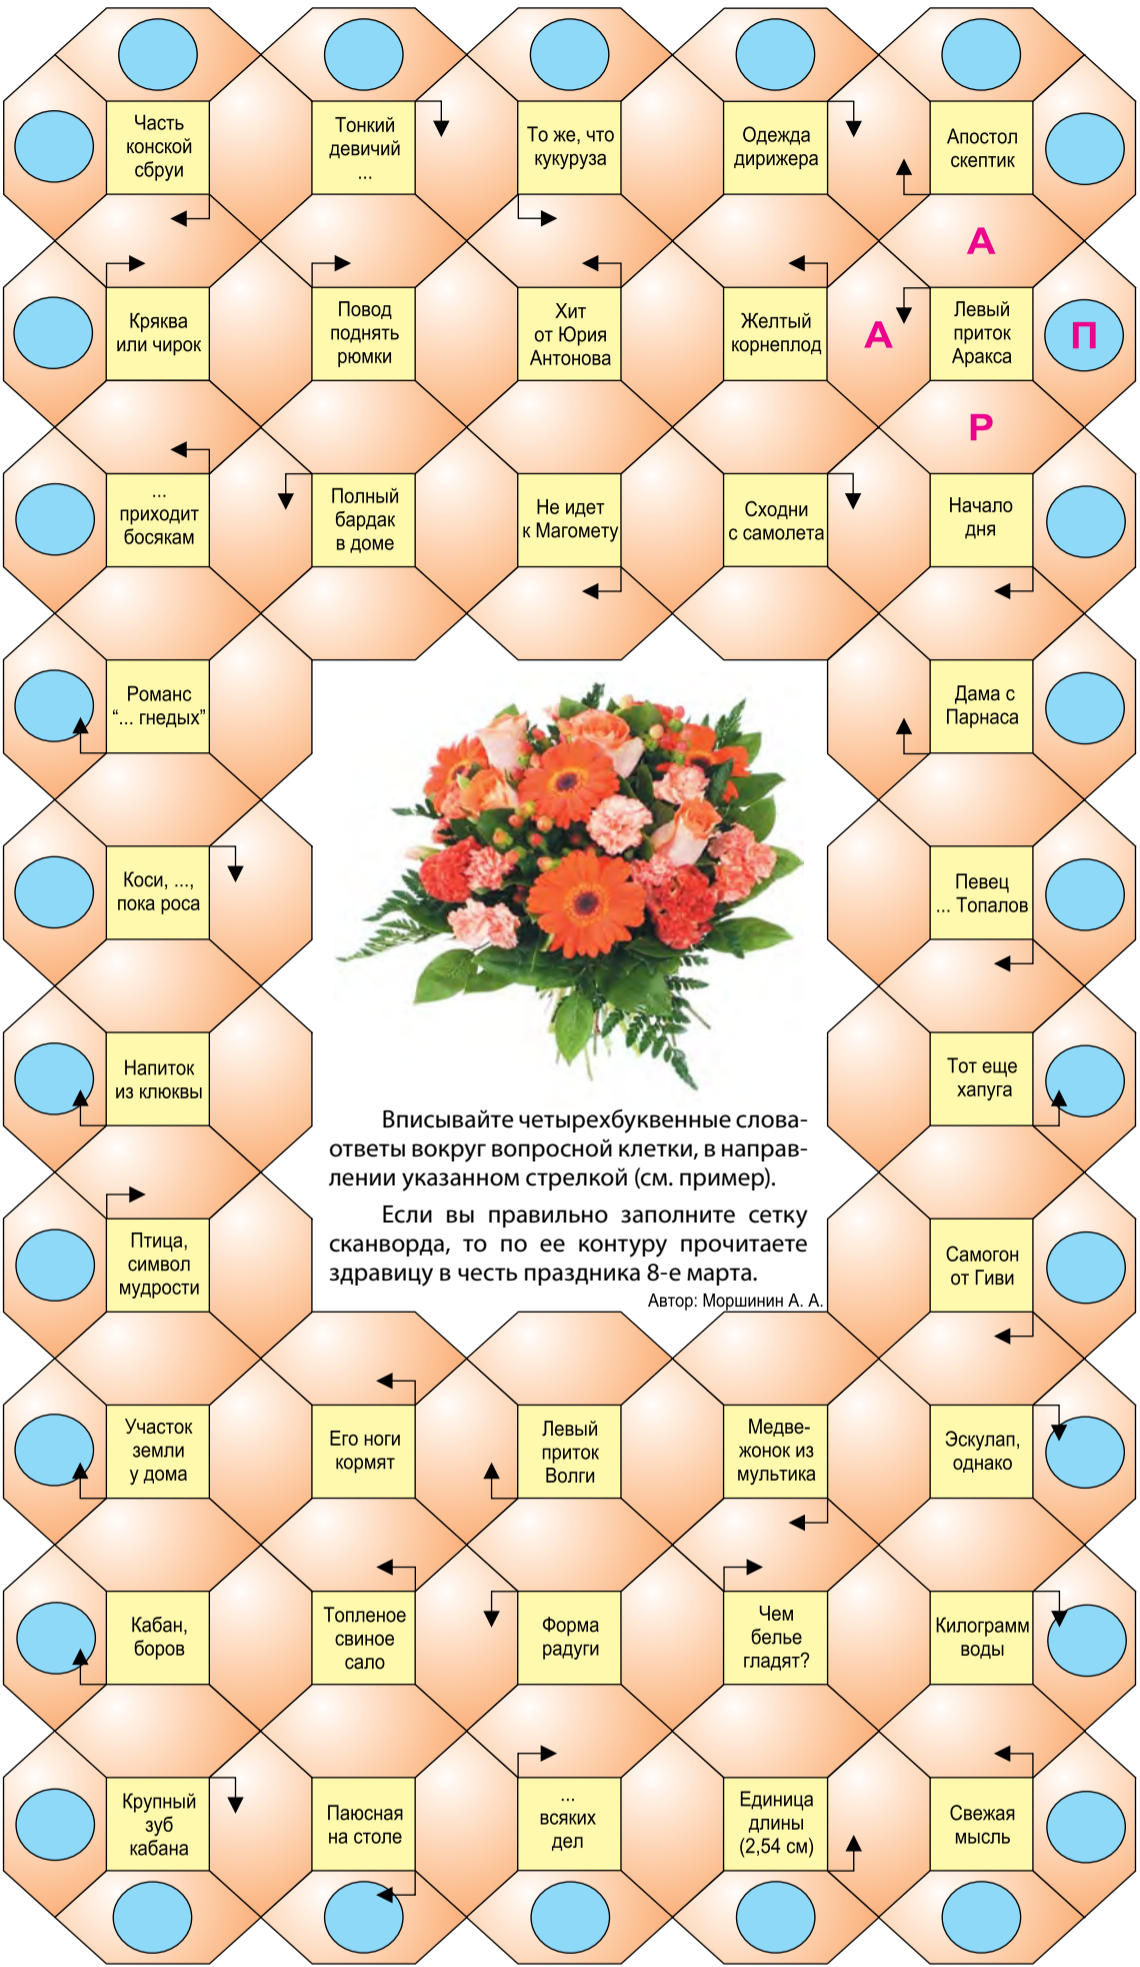 Часть
конской
сбруи
Тонкий
девичий
...
То же, что
кукуруза
Одежда
дирижера
Апостол
скептик
А
Кряква
или чирок
Повод
поднять
рюмки
Хит
от Юрия
Антонова
Желтый
корнеплод
А
Левый
приток
Аракса
П
Р
...
приходит
босякам
Полный
бардак
в доме
Не идет
к Магомету
Сходни
с самолета
Начало
дня
Романс
“... гнедых”
Дама с
Парнаса
Коси, ...,
пока роса
Певец
... Топалов
Напиток
из клюквы
Тот еще
хапуга
Вписывайте четырехбуквенные слова-
ответы вокруг вопросной клетки, в направ-
лении указанном стрелкой (см. пример).
Если вы правильно заполните сетку
сканворда, то по ее контуру прочитаете
здравицу в честь праздника 8-е марта.
Автор: Моршинин А. А.
Птица,
символ
мудрости
Самогон
от Гиви
Участок
земли
у дома
Его ноги
кормят
Левый
приток
Волги
Медве-
жонок из
мультика
Эскулап,
однако
Кабан,
боров
Топленое
свиное
сало
Форма
радуги
Чем
белье
гладят?
Килограмм
воды
Крупный
зуб
кабана
Паюсная
на столе
...
всяких
дел
Единица
длины
(2,54 см)
Свежая
мысль